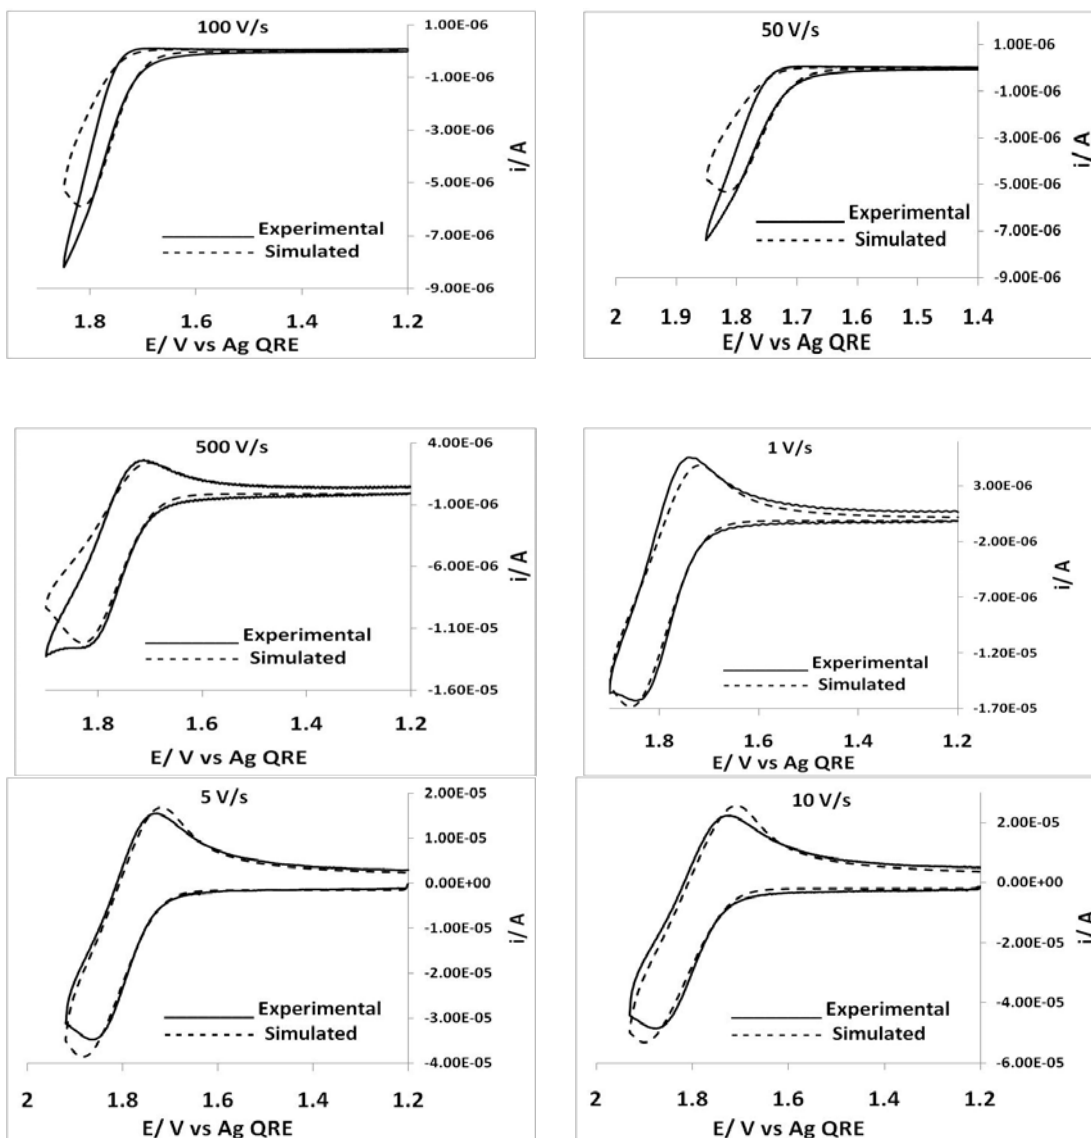 100 V/s
1.00E-06
-1.00E-06
-3.00E-06
-5.00E-06
-7.00E-06
-9.00E-06
i/ A
Experimental
Simulated
1.8 1.6 1.4 1.2
E/ V vs Ag QRE
50 V/s
1.00E-06
-1.00E-06
-3.00E-06
-5.00E-06
-7.00E-06
-9.00E-06
i/ A
Experimental
Simulated
2 1.9 1.8 1.7 1.6 1.5 1.4
E/ V vs Ag QRE
500 V/s
4.00E-06
-1.00E-06
-6.00E-06
-1.10E-05
-1.60E-05
i/ A
Experimental
Simulated
1.8 1.6 1.4 1.2
E/ V vs Ag QRE
1 V/s
3.00E-06
-2.00E-06
-7.00E-06
-1.20E-05
-1.70E-05
i/ A
Experimental
Simulated
1.8 1.6 1.4 1.2
E/ V vs Ag QRE
5 V/s
2.00E-05
1.00E-05
0.00E+00
-1.00E-05
-2.00E-05
-3.00E-05
-4.00E-05
i/ A
Experimental
Simulated
2 1.8 1.6 1.4 1.2
E/ V vs Ag QRE
10 V/s
2.00E-05
0.00E+00
-2.00E-05
-4.00E-05
-6.00E-05
i/ A
Experimental
Simulated
2 1.8 1.6 1.4 1.2
E/ V vs Ag QRE